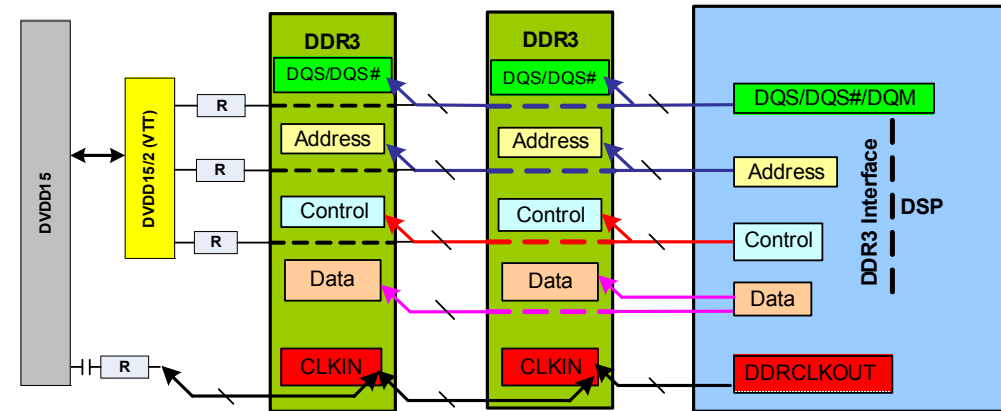 DVDD15
DVDD15/2 (VTT)
R
R
R
R
DDR3
DQS/DQS#
Address
Control
Data
CLKIN
DDR3
DQS/DQS#
Address
Control
Data
CLKIN
DQS/DQS#/DQM
Address
Control
Data
DDRCLKOUT
DDR3 Interface
DSP